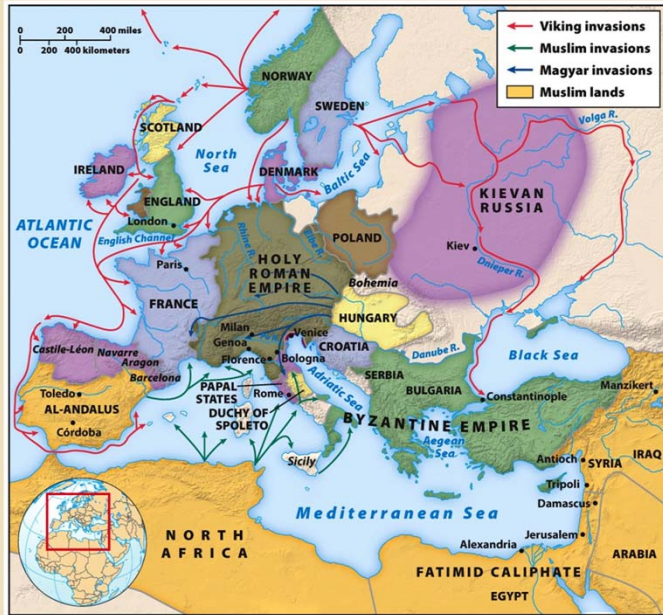 0 200 400 miles
0 200 400 kilometers
Viking invasions
Muslim invasions
Magyar invasions
Muslim lands
NORWAY
SWEDEN
SCOTLAND
North
Sea
IRELAND
DENMARK
Baltic Sea
Volga R.
ENGLAND
London
KIEVAN
RUSSIA
ATLANTIC
OCEAN
English Channel
Rhine R.
Elbe R.
POLAND
Kiev
Dnieper R.
Paris
HOLY
ROMAN
EMPIRE
Bohemia
FRANCE
HUNGARY
Milan
Venice
Genoa
CROATIA
Florence
Bologna
Danube R.
Black Sea
Castile-Léon
Navarre
Aragon
Barcelona
SERBIA
BULGARIA
Adriatic Sea
PAPAL
STATES
Rome
DUCHY OF
SPOLETO
Toledo
AL-ANDALUS
Córdoba
Constantinople
Manzikert
BYZANTINE EMPIRE
Aegean
Sea
Sicily
Antioch
SYRIA
IRAQ
Tripoli
Damascus
Mediterranean Sea
NORTH
AFRICA
Alexandria
Jerusalem
FATIMID CALIPHATE
ARABIA
EGYPT